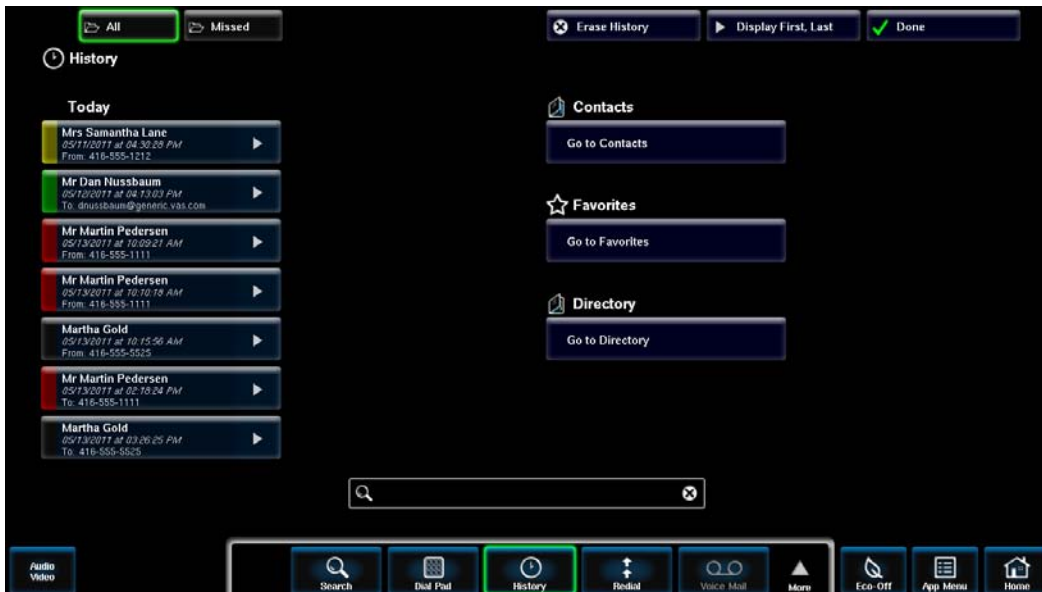 All
Missed
Erase History
Display First, Last
Done
History
Today
Mrs Samantha Lane
05/11/2011 at 04:30:28 PM
From: 416-555-1212
Mr Dan Nussbaum
05/12/2011 at 04:13:03 PM
To: dnussbaum@generic.vas.com
Mr Martin Pedersen
05/13/2011 at 10:09:21 AM
From: 416-555-1111
Mr Martin Pedersen
05/13/2011 at 10:10:18 AM
From: 416-555-1111
Martha Gold
05/13/2011 at 10:15:56 AM
From: 416-555-5525
Mr Martin Pedersen
05/13/2011 at 02:18:24 PM
To: 416-555-1111
Martha Gold
05/13/2011 at 03:26:25 PM
To: 416-555-5525
Contacts
Go to Contacts
Favorites
Go to Favorites
Directory
Go to Directory
Audio
Video
Search
Dial Pad
History
Redial
Voice Mail
More
Eco-Off
App Menu
Home